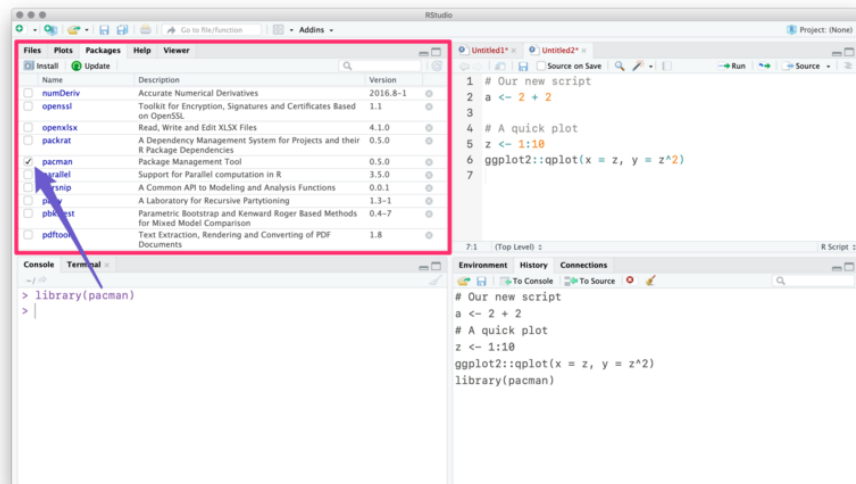 RStudio
Go to file/function
Addins
Project: (None)
Files Plots Packages Help Viewer
Install Update
Name Description Version
numDeriv Accurate Numerical Derivatives 2016.8-1
openssl Toolkit for Encryption, Signatures and Certificates Based on OpenSSL 1.1
openxlsx Read, Write and Edit XLSX Files 4.1.0
packrat A Dependency Management System for Projects and their R Package Dependencies 0.5.0
pacman Package Management Tool 0.5.0
Support for Parallel computation in R 3.5.0
A Common API to Modeling and Analysis Functions 0.0.1
A Laboratory for Recursive Partytioning 1.3-1
Parametric Bootstrap and Kenward Roger Based Methods for Mixed Model Comparison 0.4-7
Text Extraction, Rendering and Converting of PDF Documents 1.8
Untitled1* Untitled2*
Source on Save Run Source
1 # Our new script
2 a <- 2 + 2
3
4 # A quick plot
5 z <- 1:10
6 ggplot2::qplot(x = z, y = z^2)
7
7:1 (Top Level) R Script
Console Terminal
~/
> library(pacman)
>
Environment History Connections
To Console To Source
# Our new script
a <- 2 + 2
# A quick plot
z <- 1:10
ggplot2::qplot(x = z, y = z^2)
library(pacman)